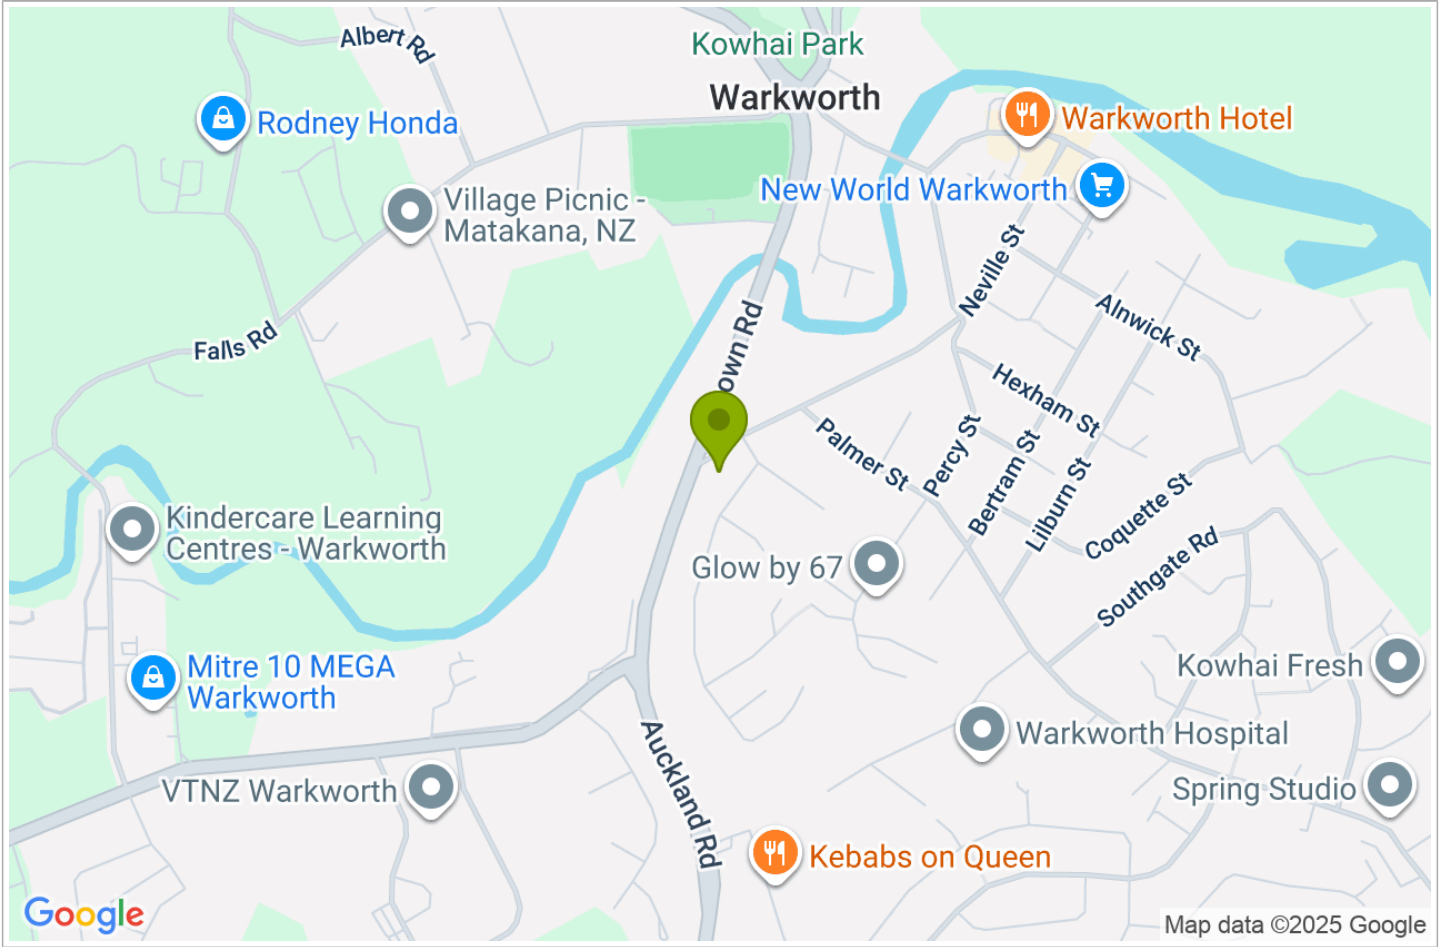 Albert Rd
Kowhai Park
Warkworth
Rodney Honda
Warkworth Hotel
New World Warkworth
Village Picnic -
Matakana, NZ
Neville St
Alnwick St
Falls Rd
own Rd
Hexham St
Palmer St
Percy St
Bertram St
Lilburn St
Coquette St
Southgate Rd
Kindercare Learning
Centres - Warkworth
Glow by 67
Mitre 10 MEGA
Warkworth
Kowhai Fresh
Auckland Rd
Warkworth Hospital
VTNZ Warkworth
Spring Studio
Kebabs on Queen
Google
Map data ©2025 Google